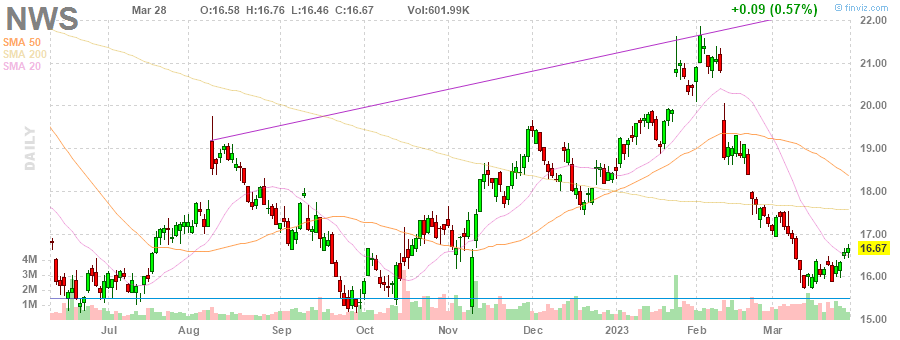 NWS Mar 28 O:16.58 H:16.76 L:16.46 C:16.67 Vol:601.99K +0.09 (0.57%) © finviz.com
SMA 50
SMA 200
SMA 20
DAILY
22.00
21.00
20.00
19.00
18.00
17.00
16.67
16.00
15.00
4M
3M
2M
1M
Jul Aug Sep Oct Nov Dec 2023 Feb Mar